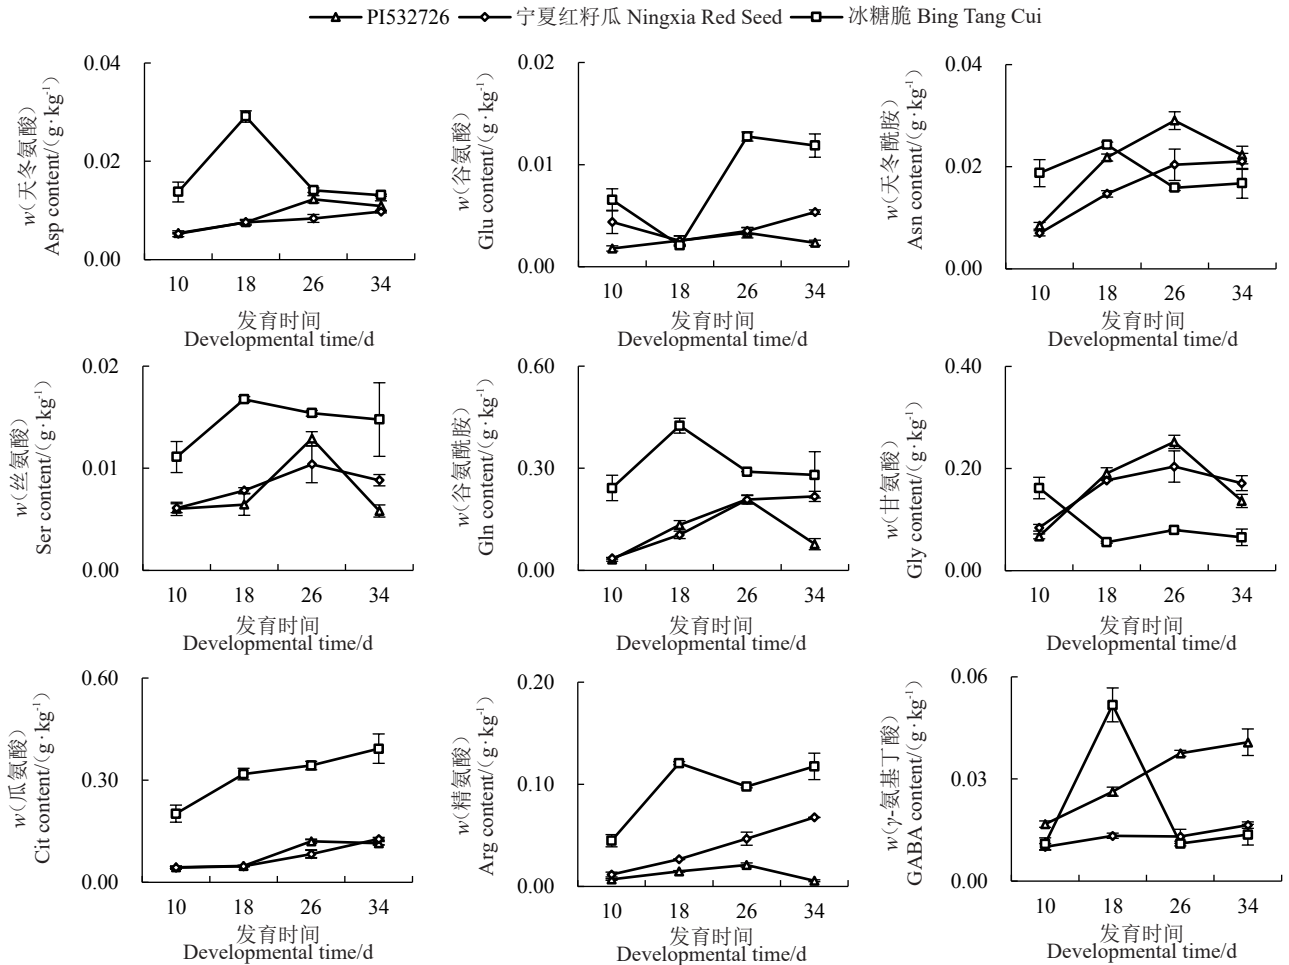 PI532726 宁夏红籽瓜 Ningxia Red Seed 冰糖脆 Bing Tang Cui
w(天冬氨酸)
Asp content/(g·kg⁻¹)
0.04
0.02
0.00
10 18 26 34
发育时间
Developmental time/d
w(谷氨酸)
Glu content/(g·kg⁻¹)
0.02
0.01
0.00
10 18 26 34
发育时间
Developmental time/d
w(天冬酰胺)
Asn content/(g·kg⁻¹)
0.04
0.02
0.00
10 18 26 34
发育时间
Developmental time/d
w(丝氨酸)
Ser content/(g·kg⁻¹)
0.02
0.01
0.00
10 18 26 34
发育时间
Developmental time/d
w(谷氨酰胺)
Gln content/(g·kg⁻¹)
0.60
0.30
0.00
10 18 26 34
发育时间
Developmental time/d
w(甘氨酸)
Gly content/(g·kg⁻¹)
0.40
0.20
0.00
10 18 26 34
发育时间
Developmental time/d
w(瓜氨酸)
Cit content/(g·kg⁻¹)
0.60
0.30
0.00
10 18 26 34
发育时间
Developmental time/d
w(精氨酸)
Arg content/(g·kg⁻¹)
0.20
0.10
0.00
10 18 26 34
发育时间
Developmental time/d
w(γ-氨基丁酸)
GABA content/(g·kg⁻¹)
0.06
0.03
0.00
10 18 26 34
发育时间
Developmental time/d